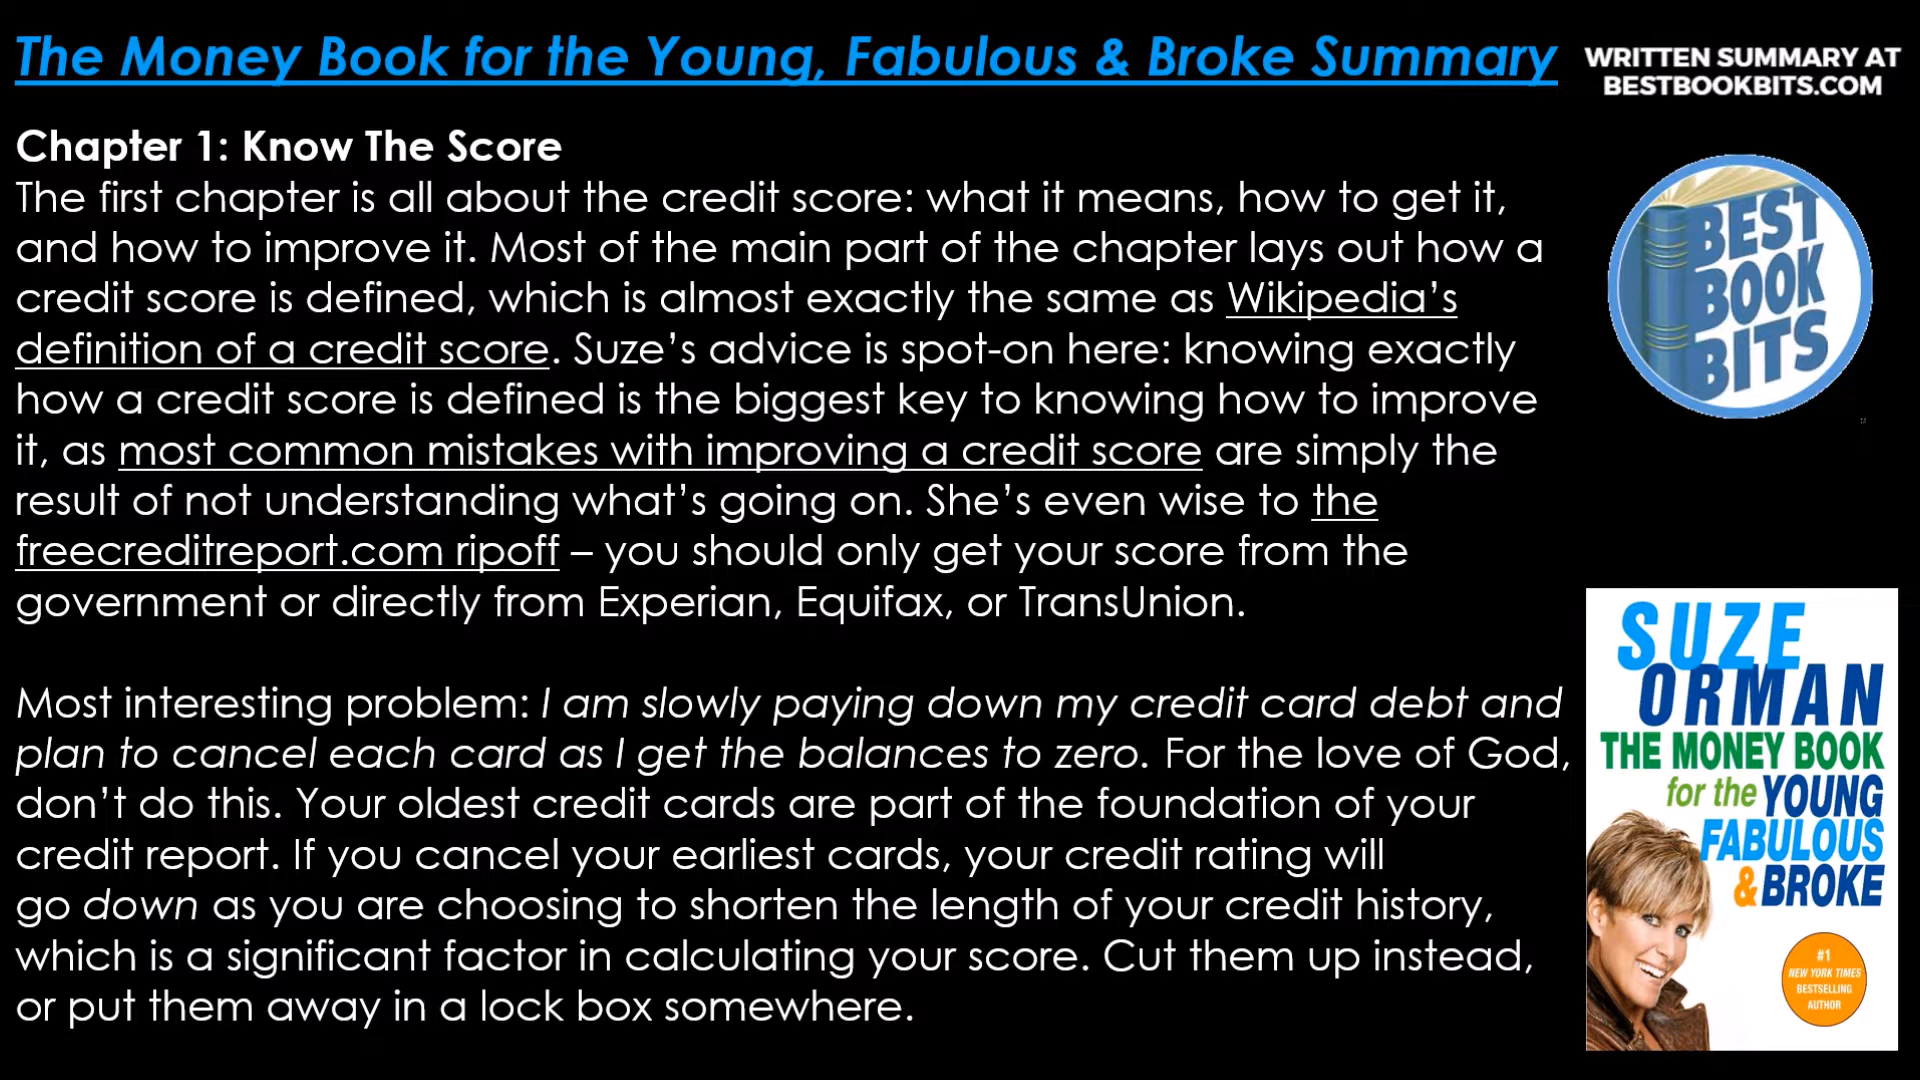 The Money Book for the Young, Fabulous & Broke Summary
WRITTEN SUMMARY AT
BESTBOOKBITS.COM
Chapter 1: Know The Score
The first chapter is all about the credit score: what it means, how to get it,
and how to improve it. Most of the main part of the chapter lays out how a
credit score is defined, which is almost exactly the same as Wikipedia’s
definition of a credit score. Suze’s advice is spot-on here: knowing exactly
how a credit score is defined is the biggest key to knowing how to improve
it, as most common mistakes with improving a credit score are simply the
result of not understanding what’s going on. She’s even wise to the
freecreditreport.com ripoff – you should only get your score from the
government or directly from Experian, Equifax, or TransUnion.
Most interesting problem: I am slowly paying down my credit card debt and
plan to cancel each card as I get the balances to zero. For the love of God,
don’t do this. Your oldest credit cards are part of the foundation of your
credit report. If you cancel your earliest cards, your credit rating will
go down as you are choosing to shorten the length of your credit history,
which is a significant factor in calculating your score. Cut them up instead,
or put them away in a lock box somewhere.
BEST
BOOK
BITS
SUZE
ORMAN
THE MONEY BOOK
for the YOUNG
FABULOUS
& BROKE
#1
NEW YORK TIMES
BESTSELLING
AUTHOR